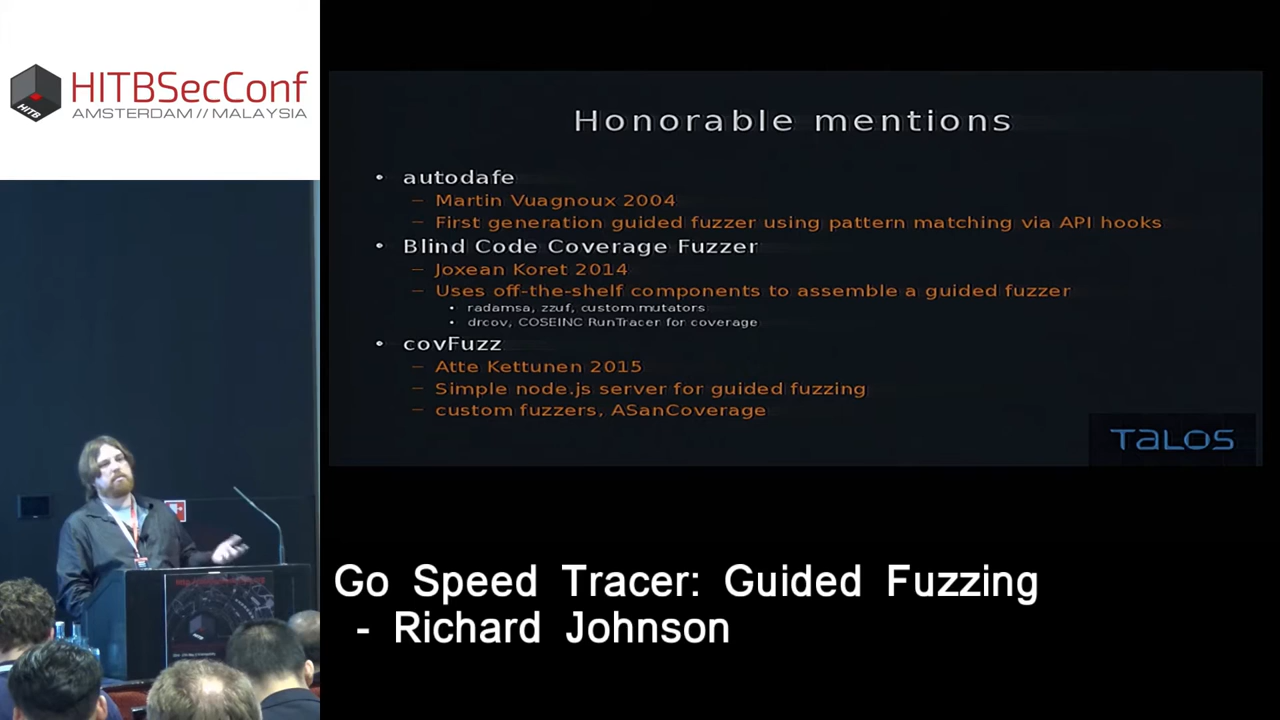 HITBSecConf
AMSTERDAM // MALAYSIA
HITB
Honorable mentions
• autodafe
– Martin Vuagnoux 2004
– First generation guided fuzzer using pattern matching via API hooks
• Blind Code Coverage Fuzzer
– Joxean Koret 2014
– Uses off-the-shelf components to assemble a guided fuzzer
• radamsa, zzuf, custom mutators
• drcov, COSEINC RunTracer for coverage
• covFuzz
– Atte Kettunen 2015
– Simple node.js server for guided fuzzing
– custom fuzzers, ASanCoverage
TALOS
Go Speed Tracer: Guided Fuzzing
- Richard Johnson